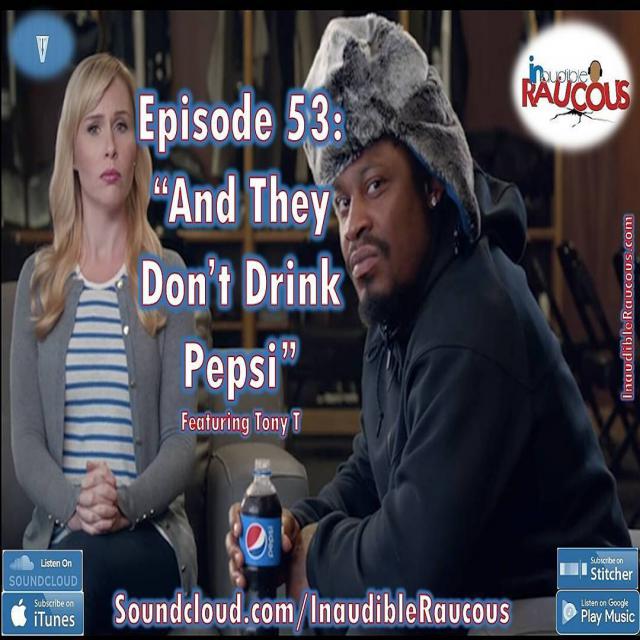 inaudible
RAUCOUS
Episode 53:
“And They
Don’t Drink
Pepsi”
Featuring Tony T
InaudibleRaucous.com
pepsi
Listen On
SOUNDCLOUD
Subscribe on
iTunes
Subscribe on
Stitcher
Listen on Google
Play Music
Soundcloud.com/InaudibleRaucous